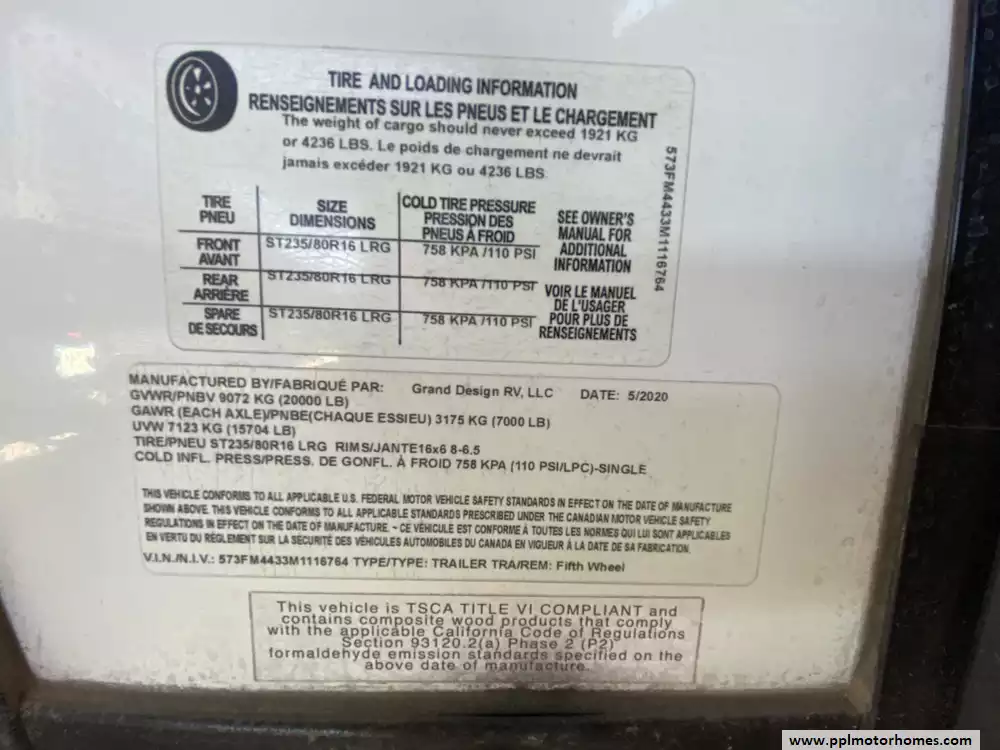 TIRE AND LOADING INFORMATION
RENSEIGNEMENTS SUR LES PNEUS ET LE CHARGEMENT
The weight of cargo should never exceed 1921 KG
or 4236 LBS. Le poids de chargement ne devrait
jamais excéder 1921 KG ou 4236 LBS.
573FM4433M1116764
TIRE SIZE COLD TIRE PRESSURE SEE OWNER'S
PNEU DIMENSIONS PRESSION DES MANUAL FOR
PNEUS À FROID ADDITIONAL
FRONT ST235/80R16 LRG 758 KPA /110 PSI INFORMATION
AVANT
REAR ST235/80R16 LRG 758 KPA /110 PSI VOIR LE MANUEL
ARRIÈRE DE L'USAGER
SPARE ST235/80R16 LRG 758 KPA /110 PSI POUR PLUS DE
DE SECOURS RENSEIGNEMENTS
MANUFACTURED BY/FABRIQUÉ PAR: Grand Design RV, LLC DATE: 5/2020
GVWR/PNBV 9072 KG (20000 LB)
GAWR (EACH AXLE)/PNBE(CHAQUE ESSIEU) 3175 KG (7000 LB)
UVW 7123 KG (15704 LB)
TIRE/PNEU ST235/80R16 LRG RIMS/JANTE16x6 8-6.5
COLD INFL. PRESS/PRESS. DE GONFL. À FROID 758 KPA (110 PSI/LPC)-SINGLE
THIS VEHICLE CONFORMS TO ALL APPLICABLE U.S. FEDERAL MOTOR VEHICLE SAFETY STANDARDS IN EFFECT ON THE DATE OF MANUFACTURE
SHOWN ABOVE. THIS VEHICLE CONFORMS TO ALL APPLICABLE STANDARDS PRESCRIBED UNDER THE CANADIAN MOTOR VEHICLE SAFETY
REGULATIONS IN EFFECT ON THE DATE OF MANUFACTURE. ~ CE VÉHICULE EST CONFORME À TOUTES LES NORMES QUI LUI SONT APPLICABLES
EN VERTU DU RÈGLEMENT SUR LA SÉCURITÉ DES VÉHICULES AUTOMOBILES DU CANADA EN VIGUEUR À LA DATE DE SA FABRICATION.
V.I.N./N.I.V.: 573FM4433M1116764 TYPE/TYPE: TRAILER TRA/REM: Fifth Wheel
This vehicle is TSCA TITLE VI COMPLIANT and
contains composite wood products that comply
with the applicable California Code of Regulations
Section 93120.2(a) Phase 2 (P2)
formaldehyde emission standards specified on the
above date of manufacture.
www.pplmotorhomes.com